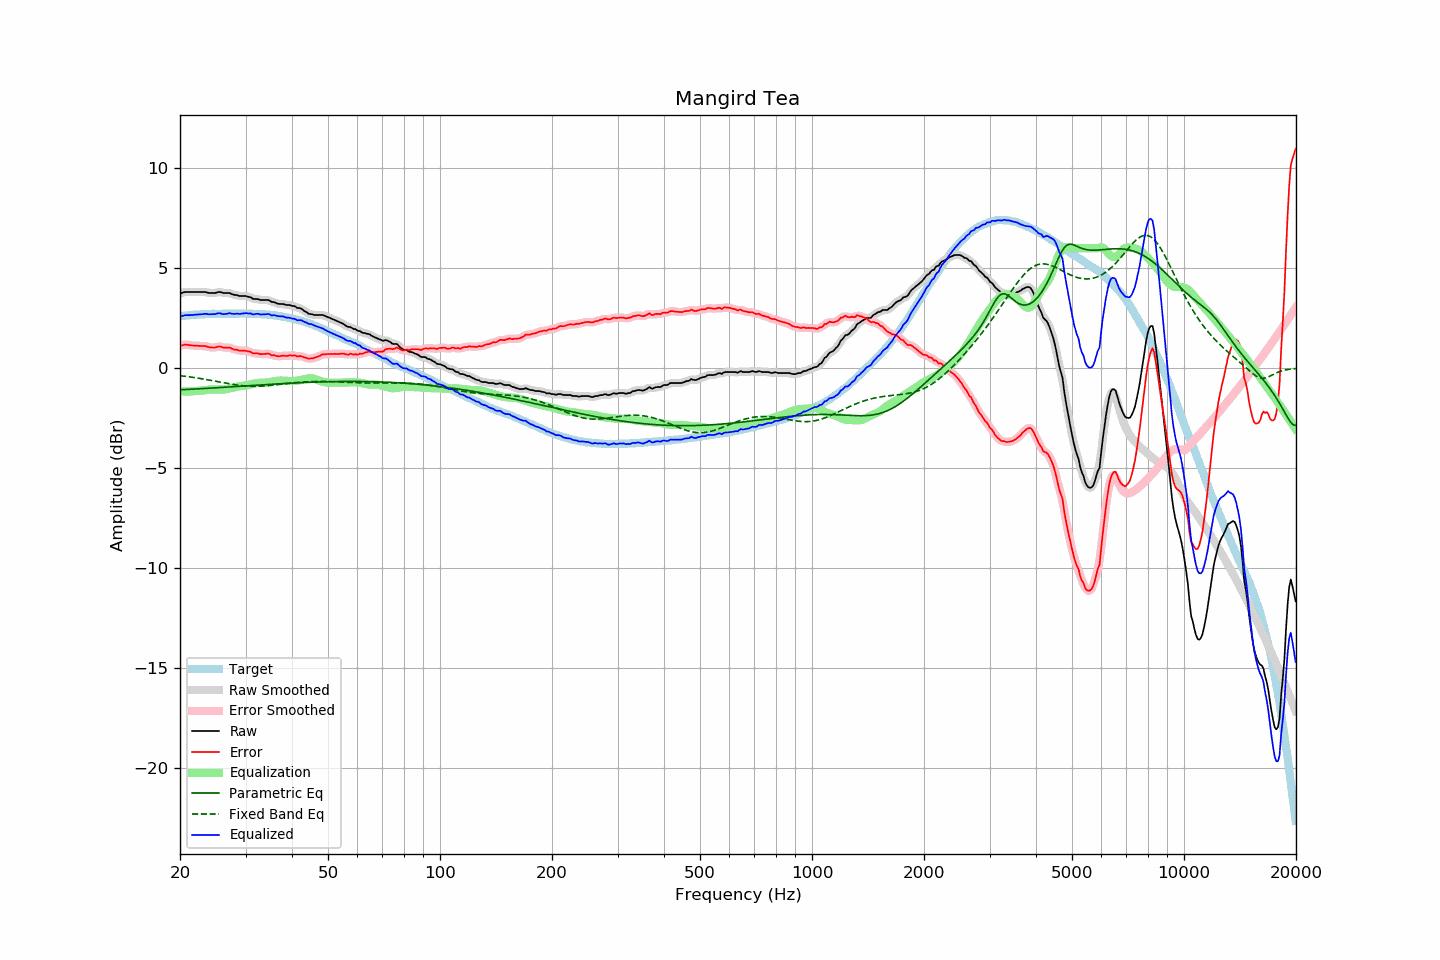 Mangird Tea
10
5
0
−5
−10
−15
−20
Amplitude (dBr)
Target
Raw Smoothed
Error Smoothed
Raw
Error
Equalization
Parametric Eq
Fixed Band Eq
Equalized
20 50 100 200 500 1000 2000 5000 10000 20000
Frequency (Hz)